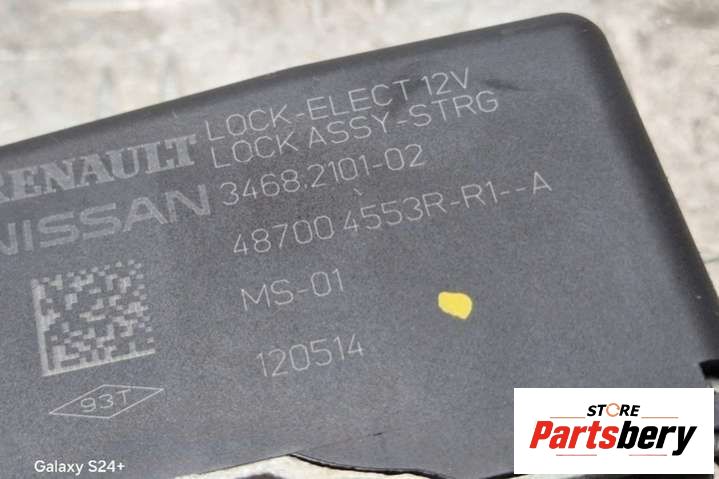 RENAULT
NISSAN
LOCK-ELECT 12V
LOCK ASSY-STRG
3468.2101-02
48700 4553R-R1--A
MS-01
120514
93T
Galaxy S24+
STORE
Partsbery